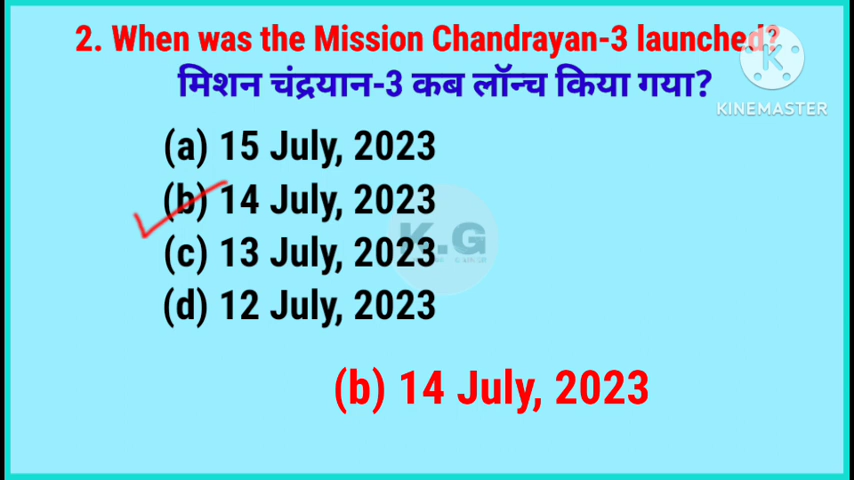 2. When was the Mission Chandrayan-3 launched?
मिशन चंद्रयान-3 कब लॉन्च किया गया?
KINEMASTER
(a) 15 July, 2023
(b) 14 July, 2023
K.G
(c) 13 July, 2023
(d) 12 July, 2023
(b) 14 July, 2023